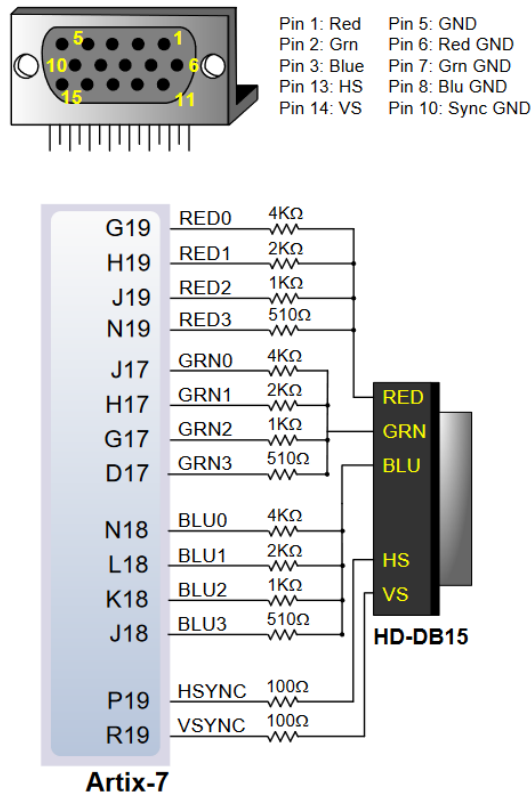 5
1
10
6
15
11
Pin 1: Red Pin 5: GND
Pin 2: Grn Pin 6: Red GND
Pin 3: Blue Pin 7: Grn GND
Pin 13: HS Pin 8: Blu GND
Pin 14: VS Pin 10: Sync GND
G19 RED0 4KΩ
H19 RED1 2KΩ
J19 RED2 1KΩ
N19 RED3 510Ω
J17 GRN0 4KΩ
H17 GRN1 2KΩ
G17 GRN2 1KΩ
D17 GRN3 510Ω
N18 BLU0 4KΩ
L18 BLU1 2KΩ
K18 BLU2 1KΩ
J18 BLU3 510Ω
P19 HSYNC 100Ω
R19 VSYNC 100Ω
Artix-7
RED
GRN
BLU
HS
VS
HD-DB15